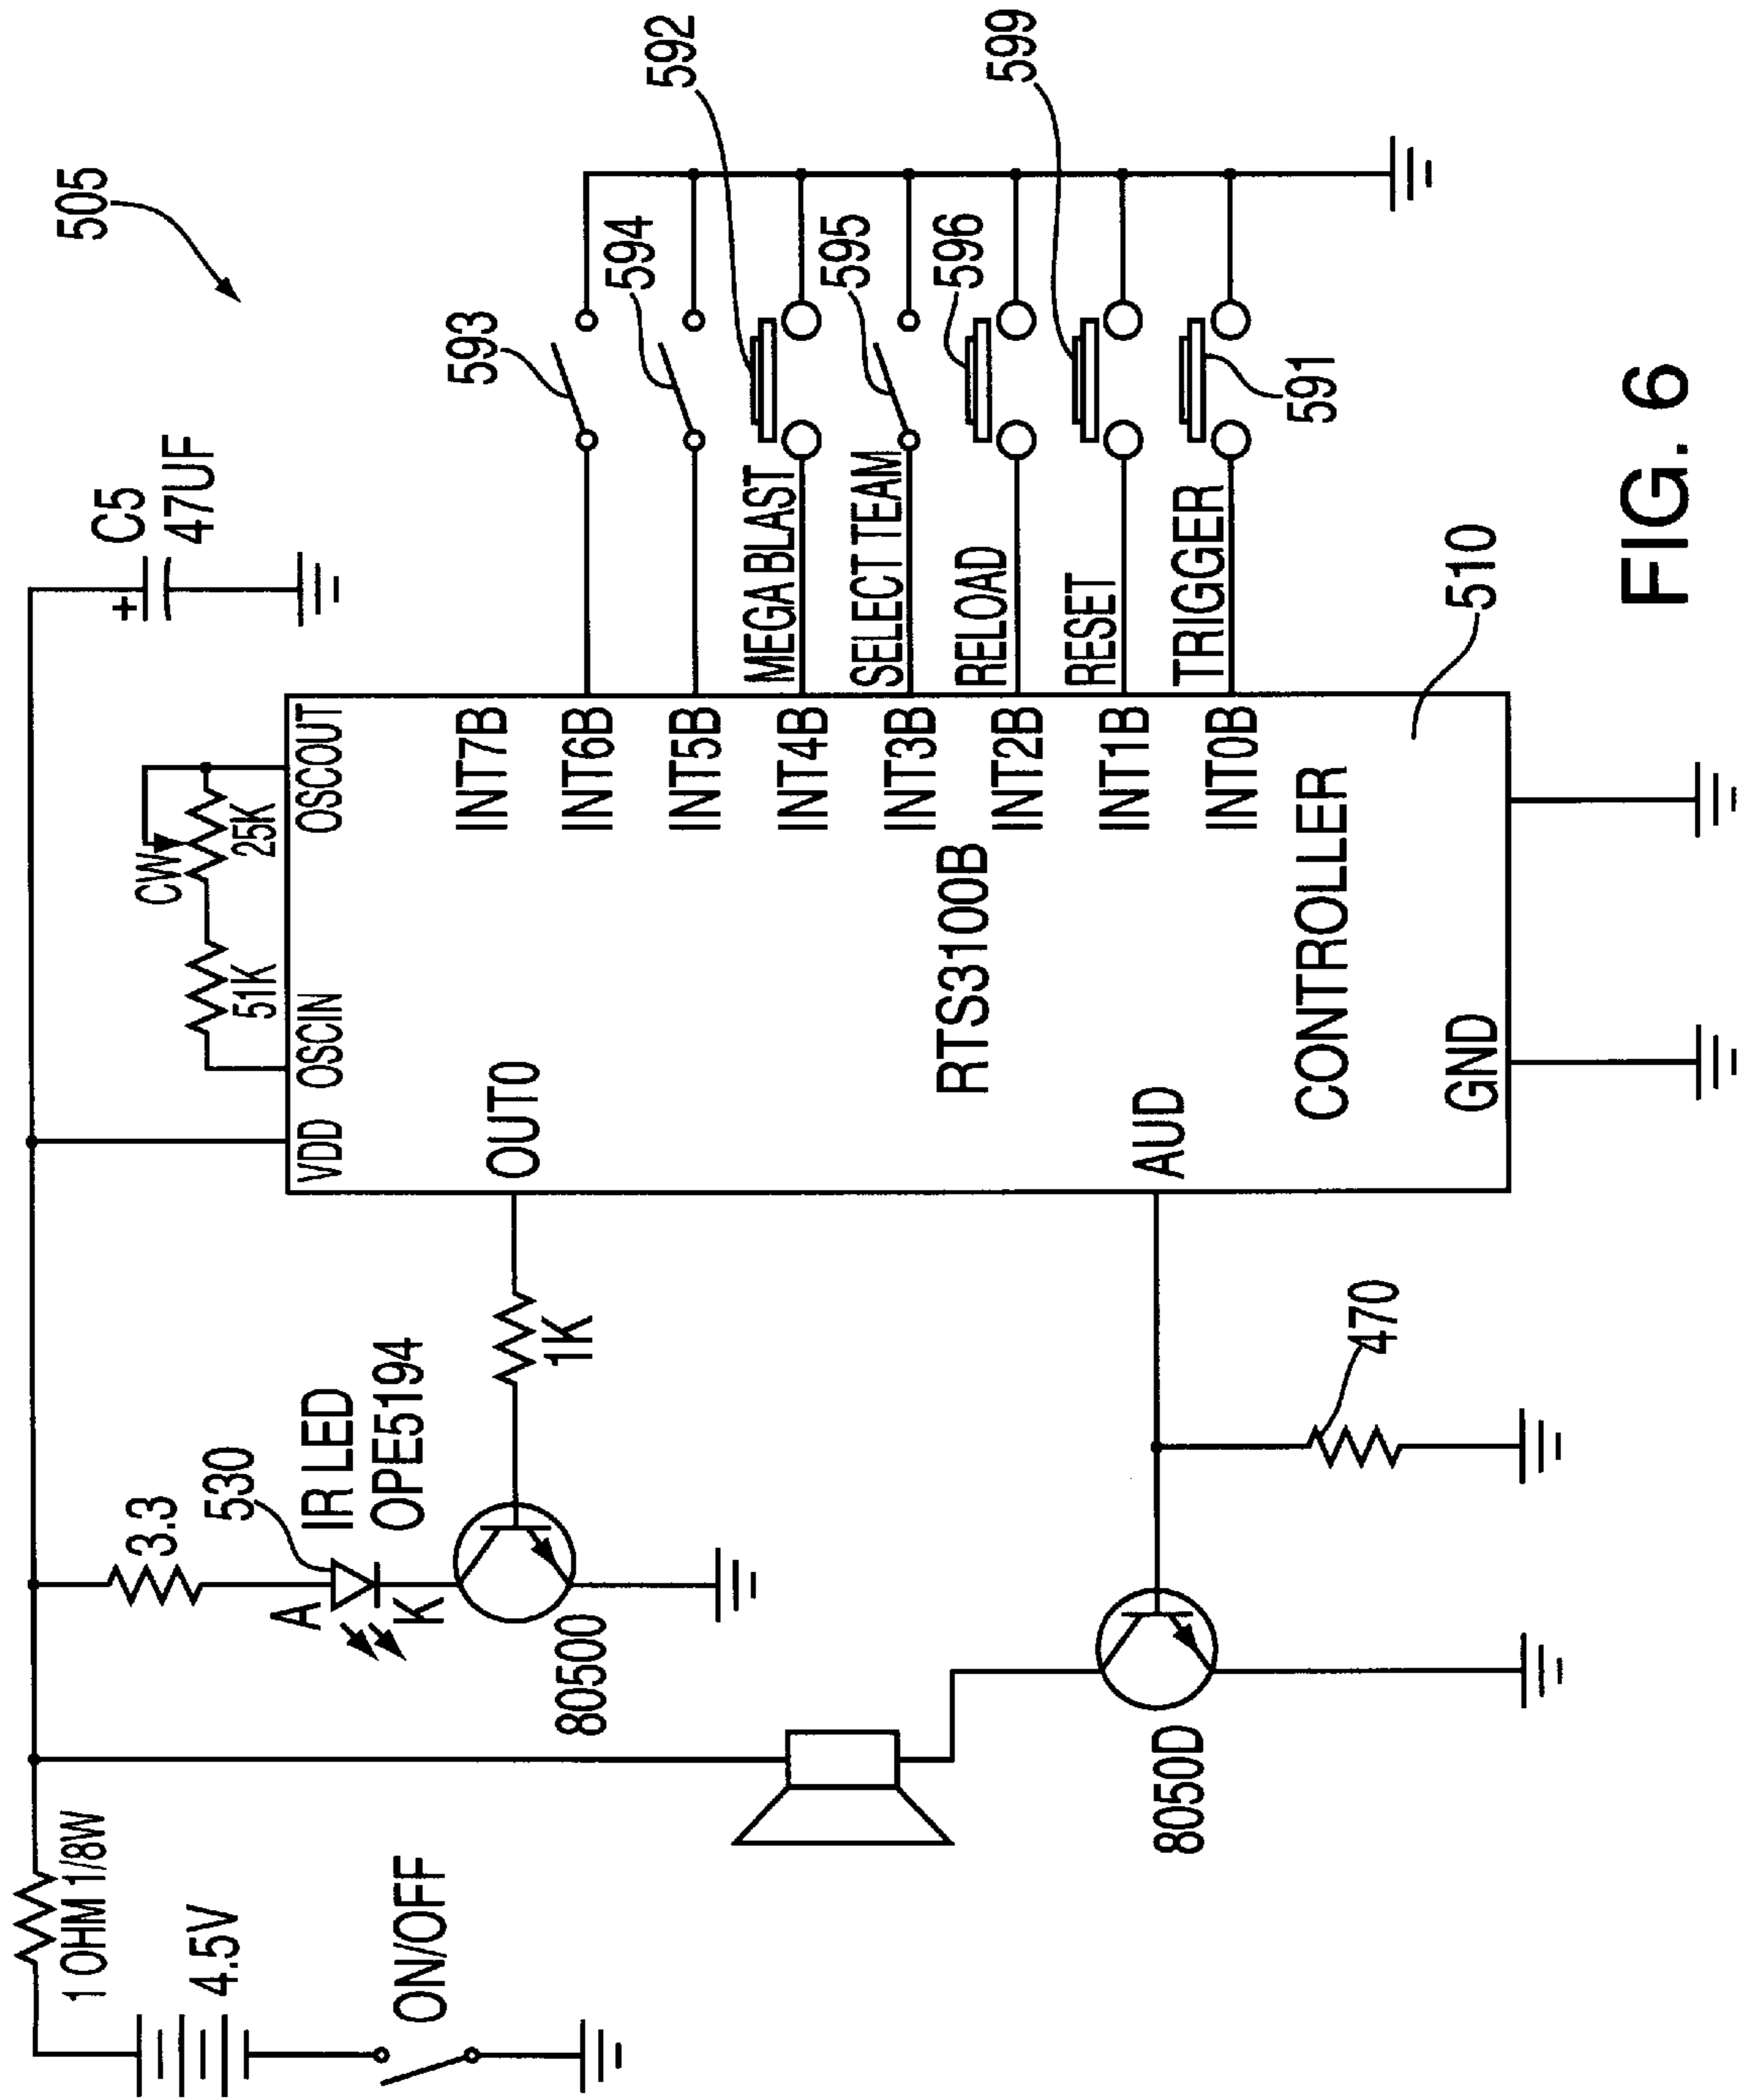 505
1 OHM 1/8W
4.5V
ON/OFF
3.3
530
A
K
IR LED
OPE5194
80500
1K
8050D
470
C5
+
47UF
CW
51K
25K
VDD
OSCIN
OSCOUT
OUT0
AUD
RTS3100B
CONTROLLER
GND
INT7B
INT6B
INT5B
INT4B
INT3B
INT2B
INT1B
INT0B
MEGA BLAST
SELECT TEAM
RELOAD
RESET
TRIGGER
593
594
592
595
596
599
591
510
FIG. 6